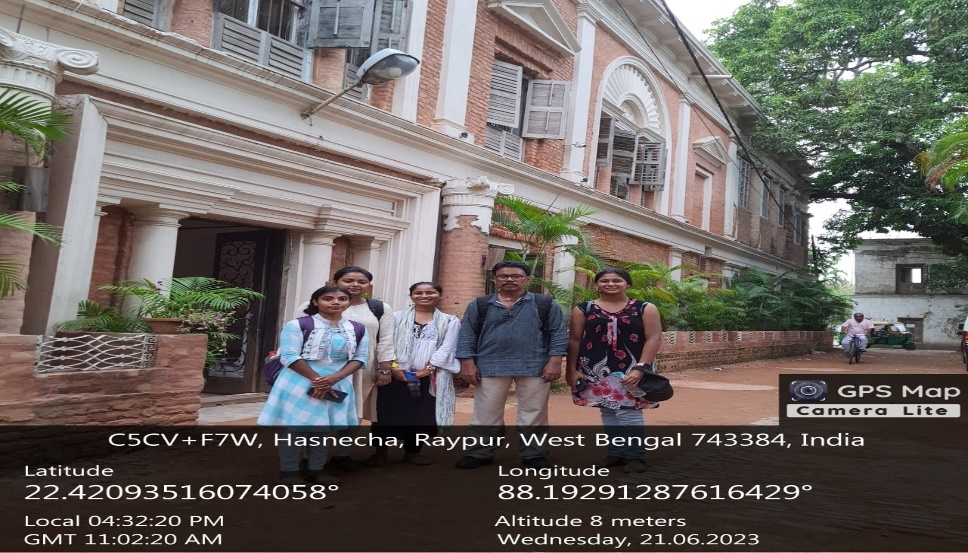 GPS Map
Camera Lite
C5CV+F7W, Hasnecha, Raypur, West Bengal 743384, India
Latitude
22.42093516074058°
Longitude
88.19291287616429°
Local 04:32:20 PM
GMT 11:02:20 AM
Altitude 8 meters
Wednesday, 21.06.2023